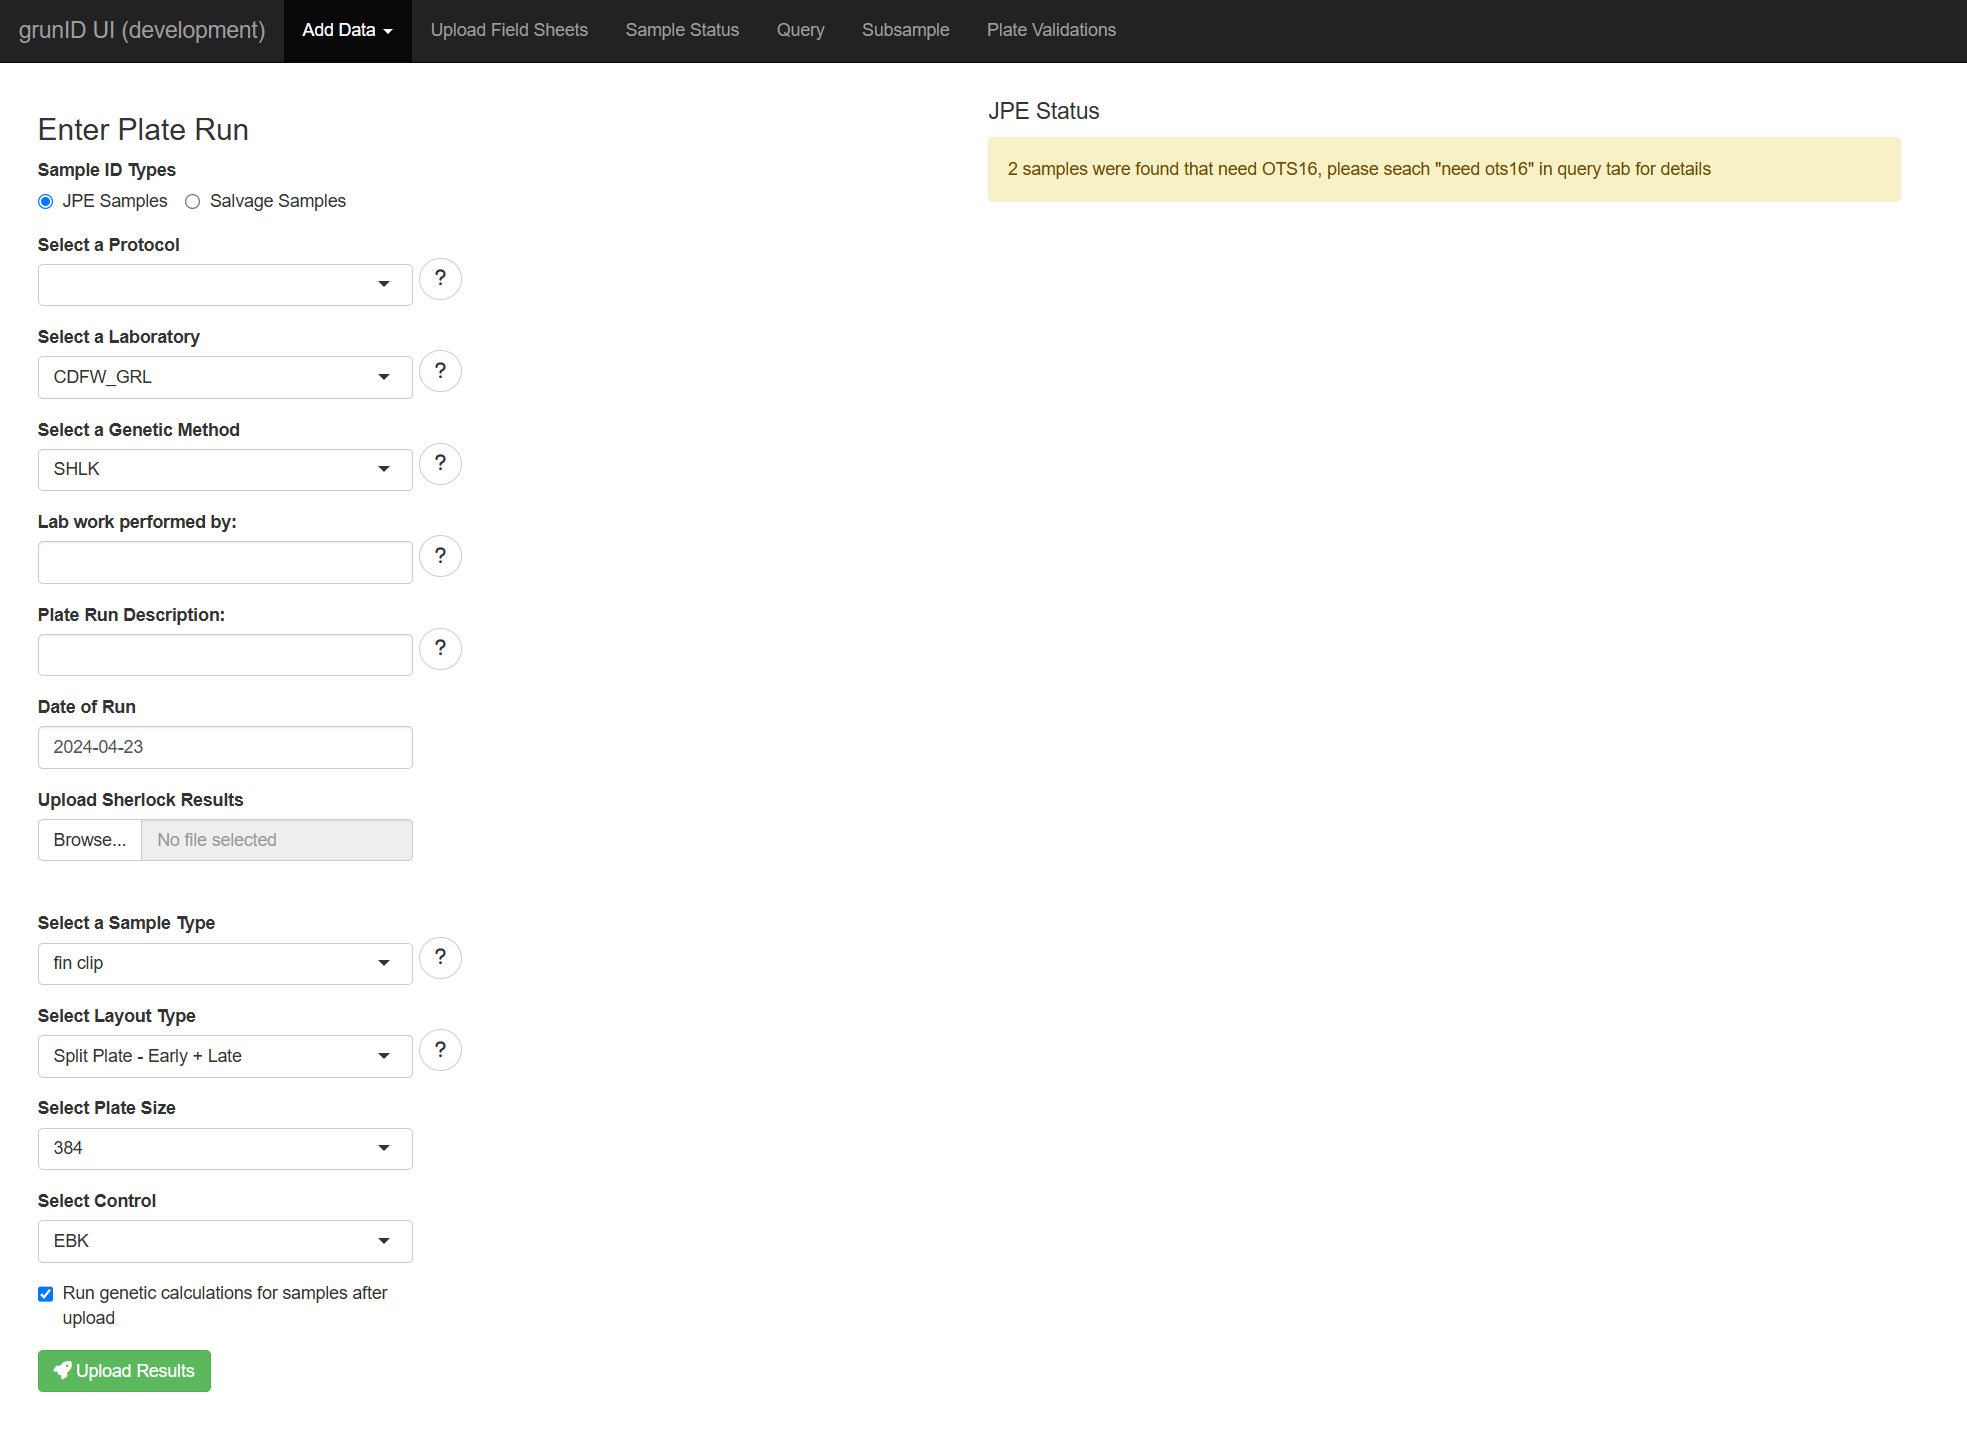 grunID UI (development) Add Data Upload Field Sheets Sample Status Query Subsample Plate Validations
Enter Plate Run
Sample ID Types
JPE Samples Salvage Samples
Select a Protocol
?
Select a Laboratory
CDFW_GRL ?
Select a Genetic Method
SHLK ?
Lab work performed by:
?
Plate Run Description:
?
Date of Run
2024-04-23
Upload Sherlock Results
Browse... No file selected
Select a Sample Type
fin clip ?
Select Layout Type
Split Plate - Early + Late ?
Select Plate Size
384
Select Control
EBK
Run genetic calculations for samples after
upload
Upload Results
JPE Status
2 samples were found that need OTS16, please seach "need ots16" in query tab for details